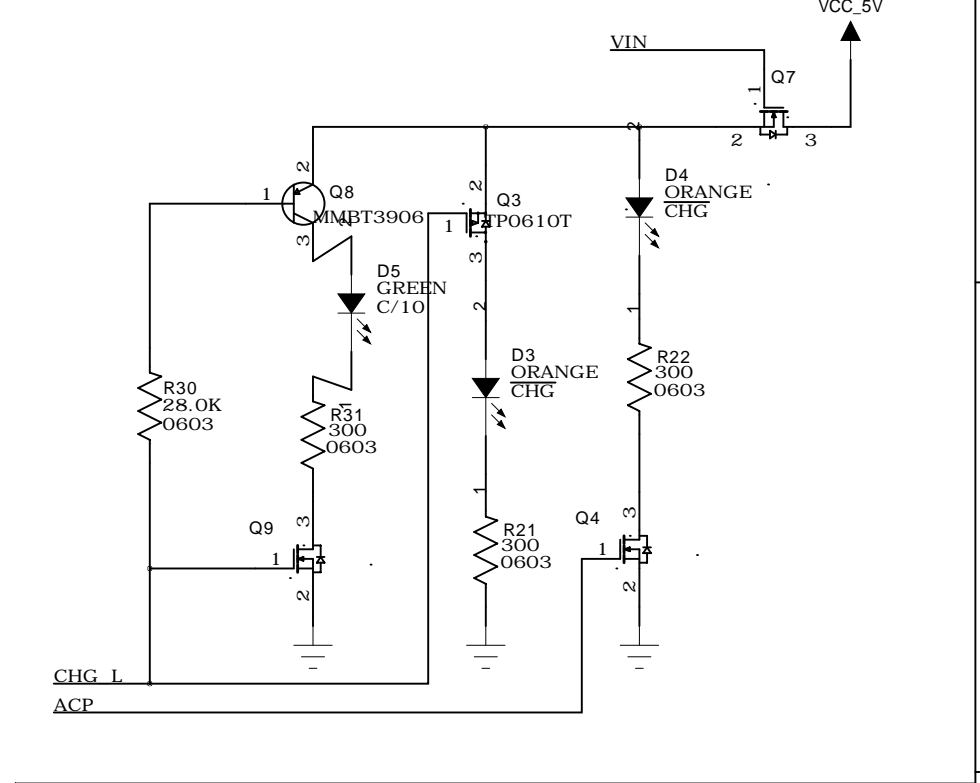 VCC_5V
VIN
Q7
1
2
3
2
2
2
D4
ORANGE
CHG
1
Q8
MMBT3906
2
3
Q3
TP0610T
1
3
D5
GREEN
C/10
2
1
D3
ORANGE
CHG
R22
300
0603
R30
28.0K
0603
1
R31
300
0603
1
Q9
3
1
2
R21
300
0603
Q4
3
1
2
CHG_L
ACP